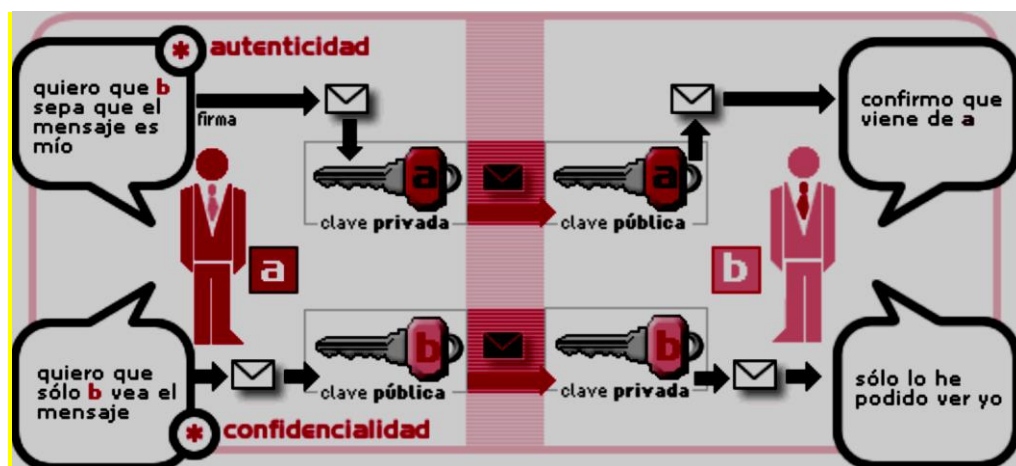 * autenticidad
quiero que b
sepa que el
mensaje es
mío
firma
confirmo que
viene de a
a
a
clave privada
clave pública
a
b
b
b
clave pública
clave privada
quiero que
sólo b vea el
mensaje
sólo lo he
podido ver yo
* confidencialidad